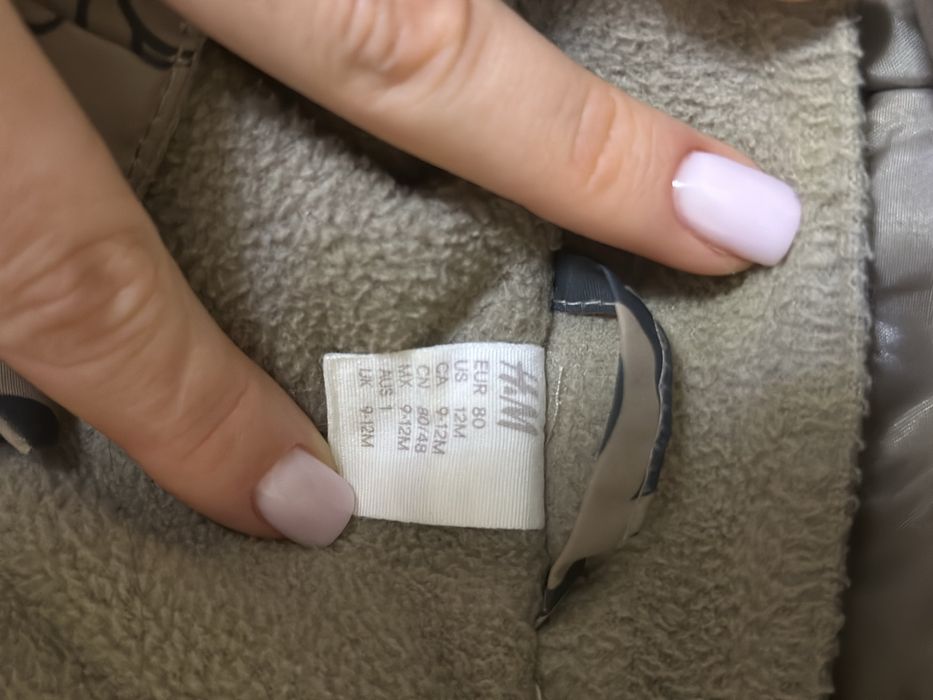 H&M
EUR 80
US 12M
CA 9-12M
CN 80/48
MX 9-12M
AUS 1
UK 9-12M